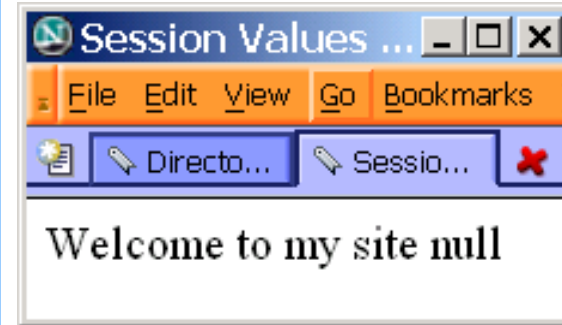 Session Values ...
File Edit View Go Bookmarks
Directo... Sessio...
Welcome to my site null